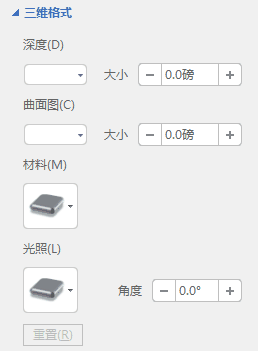 三维格式
深度(D)
大小 − 0.0磅 +
曲面图(C)
大小 − 0.0磅 +
材料(M)
光照(L)
角度 − 0.0° +
重置(R)